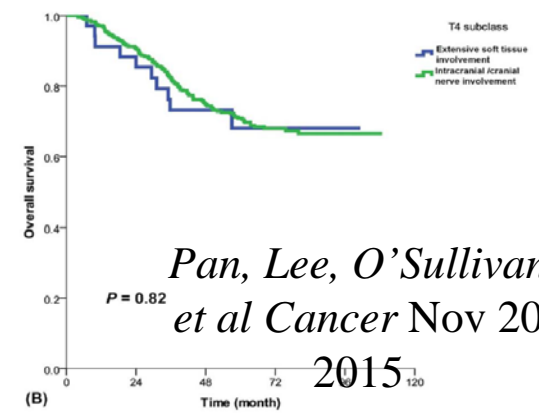 T4 subclass
Extensive soft tissue
involvement
Intracranial /cranial
nerve involvement
1.0
0.8
0.6
0.4
0.2
0.0
Overall survival
P = 0.82
Pan, Lee, O’Sullivan
et al Cancer Nov 20
2015
0
24
48
72
120
Time (month)
(B)